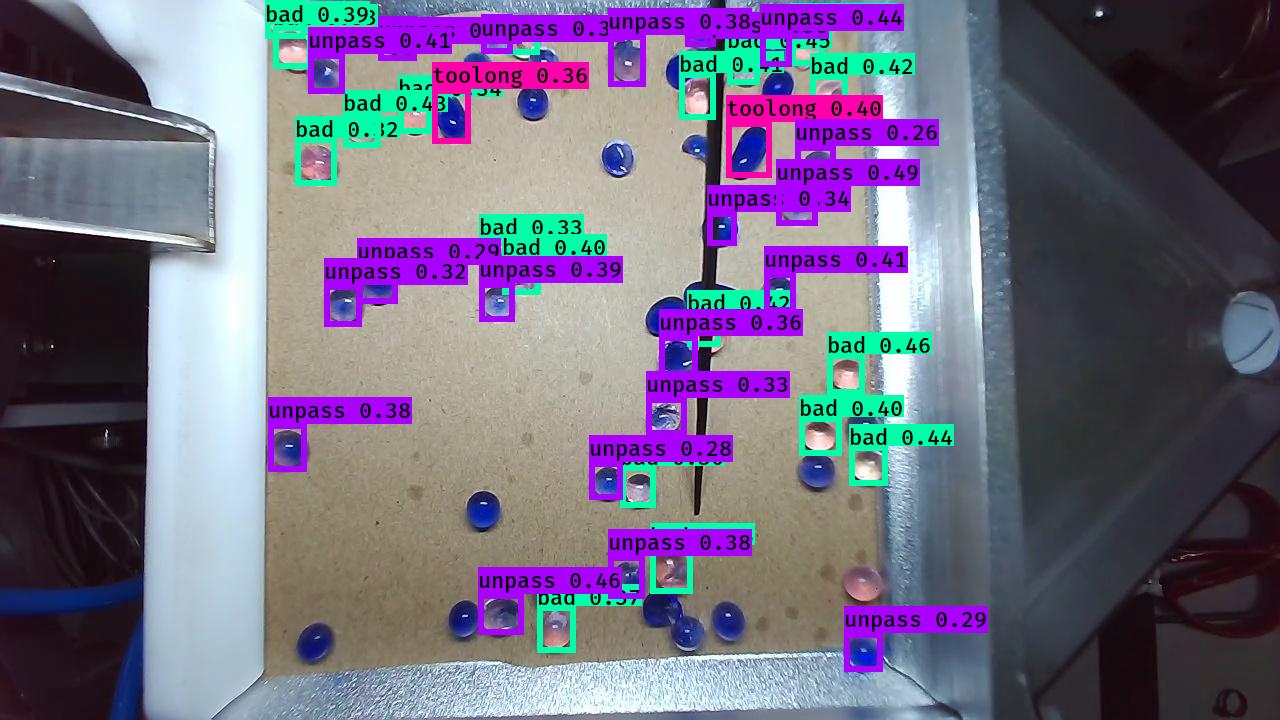 bad 0.39
unpass 0.41
unpass 0.38
unpass 0.44
bad 0.41
bad 0.42
toolong 0.36
bad 0.43
bad 0.32
toolong 0.40
unpass 0.26
unpass 0.49
unpass 0.34
bad 0.33
bad 0.40
unpass 0.29
unpass 0.32
unpass 0.39
unpass 0.41
bad 0.42
unpass 0.36
bad 0.46
unpass 0.33
unpass 0.38
bad 0.40
bad 0.44
unpass 0.28
unpass 0.38
unpass 0.46
bad 0.37
unpass 0.29